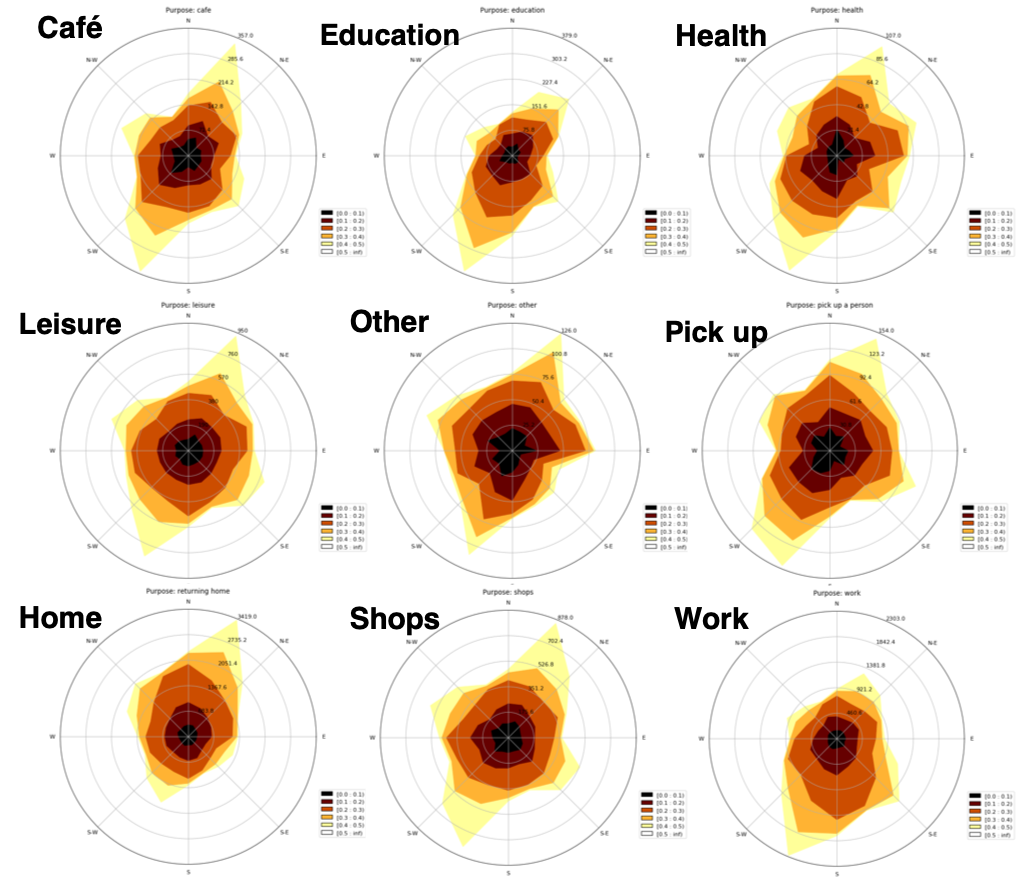 Purpose: cafe
Café
N
N-E
E
S-E
S
S-W
W
N-W
357.0
285.6
214.2
142.8
[0.0 : 0.1)
[0.1 : 0.2)
[0.2 : 0.3)
[0.3 : 0.4)
[0.4 : 0.5)
[0.5 : inf)
Purpose: education
Education
N
N-E
E
S-E
S
S-W
W
N-W
379.0
303.2
227.4
151.6
75.8
[0.0 : 0.1)
[0.1 : 0.2)
[0.2 : 0.3)
[0.3 : 0.4)
[0.4 : 0.5)
[0.5 : inf)
Purpose: health
Health
N
N-E
E
S-E
S
S-W
W
N-W
107.0
85.6
64.2
42.8
[0.0 : 0.1)
[0.1 : 0.2)
[0.2 : 0.3)
[0.3 : 0.4)
[0.4 : 0.5)
[0.5 : inf)
Purpose: leisure
Leisure
N
N-E
E
S-E
S
S-W
W
N-W
950
760
570
380
[0.0 : 0.1)
[0.1 : 0.2)
[0.2 : 0.3)
[0.3 : 0.4)
[0.4 : 0.5)
[0.5 : inf)
Purpose: other
Other
N
N-E
E
S-E
S-W
W
N-W
126.0
100.8
75.6
50.4
[0.0 : 0.1)
[0.1 : 0.2)
[0.2 : 0.3)
[0.3 : 0.4)
[0.4 : 0.5)
[0.5 : inf)
Purpose: pick up a person
Pick up
N
N-E
E
S-E
S-W
W
N-W
154.0
123.2
92.4
61.6
[0.0 : 0.1)
[0.1 : 0.2)
[0.2 : 0.3)
[0.3 : 0.4)
[0.4 : 0.5)
[0.5 : inf)
Purpose: returning home
Home
N
N-E
E
S-E
S
S-W
W
N-W
3419.0
2735.2
2051.4
1367.6
683.8
[0.0 : 0.1)
[0.1 : 0.2)
[0.2 : 0.3)
[0.3 : 0.4)
[0.4 : 0.5)
[0.5 : inf)
Purpose: shops
Shops
N
N-E
E
S-E
S
S-W
W
N-W
878.0
702.4
526.8
351.2
[0.0 : 0.1)
[0.1 : 0.2)
[0.2 : 0.3)
[0.3 : 0.4)
[0.4 : 0.5)
[0.5 : inf)
Purpose: work
Work
N
N-E
E
S-E
S
S-W
W
N-W
2303.0
1842.4
1381.8
921.2
460.6
[0.0 : 0.1)
[0.1 : 0.2)
[0.2 : 0.3)
[0.3 : 0.4)
[0.4 : 0.5)
[0.5 : inf)